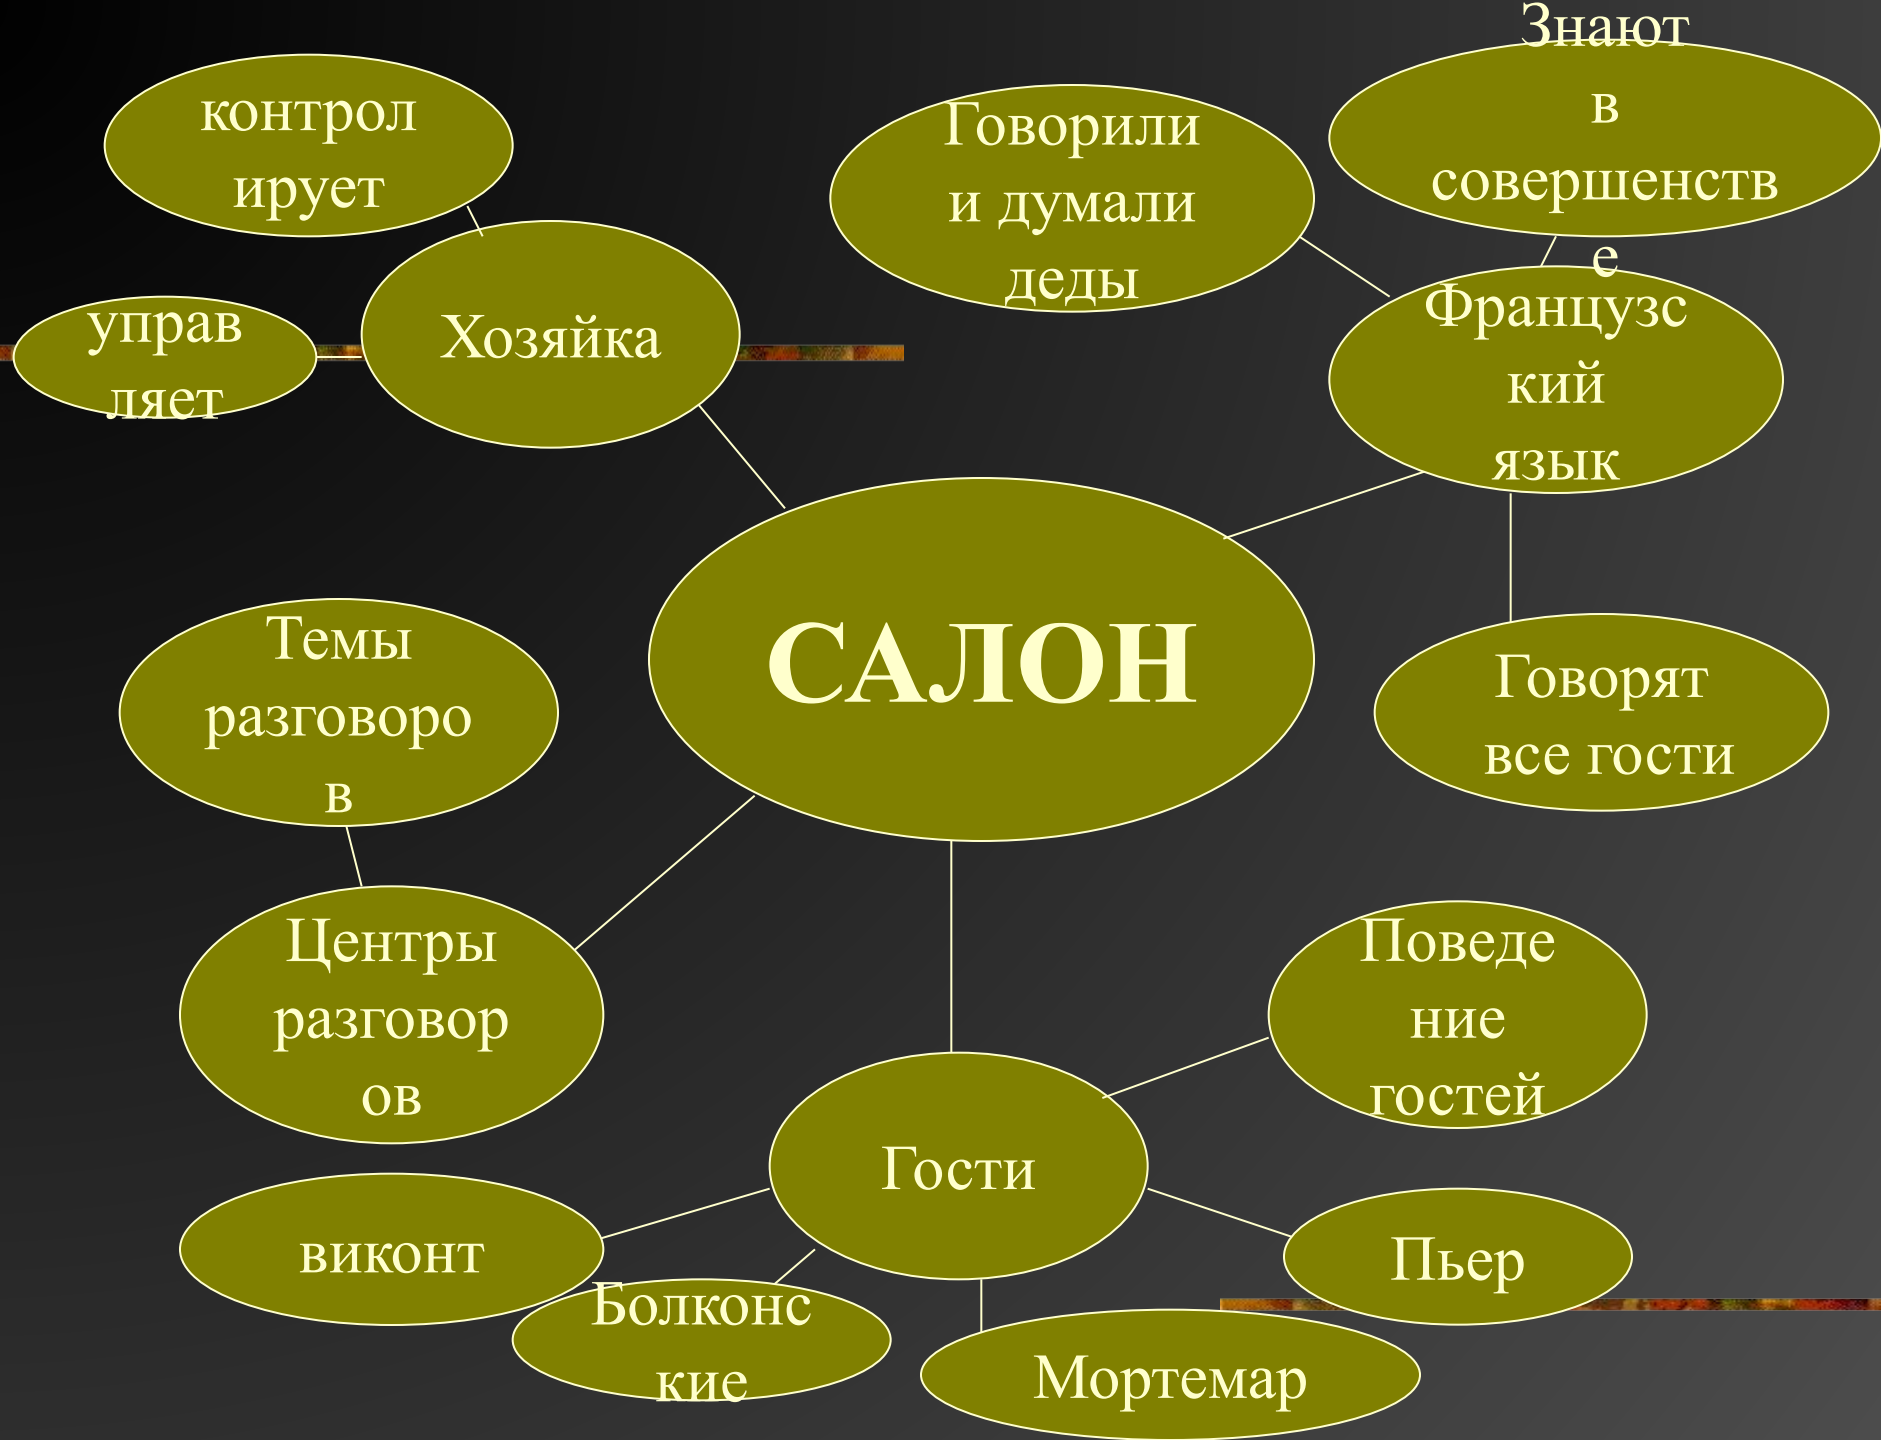 контрол
ирует
Говорили
и думали
деды
Знают
в
совершенств
е
управ
ляет
Хозяйка
Французс
кий
язык
САЛОН
Темы
разговоро
в
Говорят
все гости
Центры
разговор
ов
Поведе
ние
гостей
Гости
виконт
Болконс
кие
Мортемар
Пьер